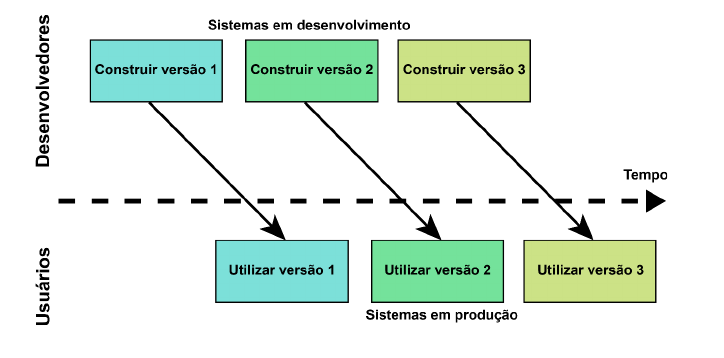 Sistemas em desenvolvimento
Desenvolvedores
Construir versão 1
Construir versão 2
Construir versão 3
Tempo
Usuários
Utilizar versão 1
Utilizar versão 2
Utilizar versão 3
Sistemas em produção